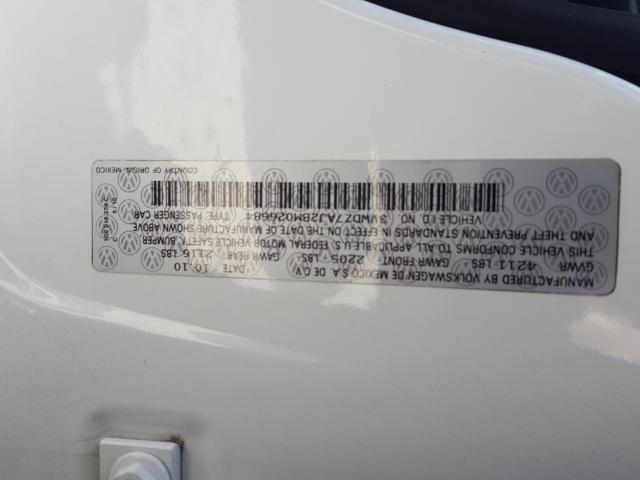 MANUFACTURED BY VOLKSWAGEN DE MEXICO S.A. DE C.V. DATE 10.10
GVWR 4211 LBS GAWR FRONT 2205 LBS GAWR REAR 2116 LBS
THIS VEHICLE CONFORMS TO ALL APPLICABLE U.S. FEDERAL MOTOR VEHICLE SAFETY, BUMPER
AND THEFT PREVENTION STANDARDS IN EFFECT ON THE DATE OF MANUFACTURE SHOWN ABOVE
VEHICLE I.D. NO. 3VWDZ7AJ2BM026684 TYPE: PASSENGER CAR
COUNTRY OF ORIGIN: MEXICO